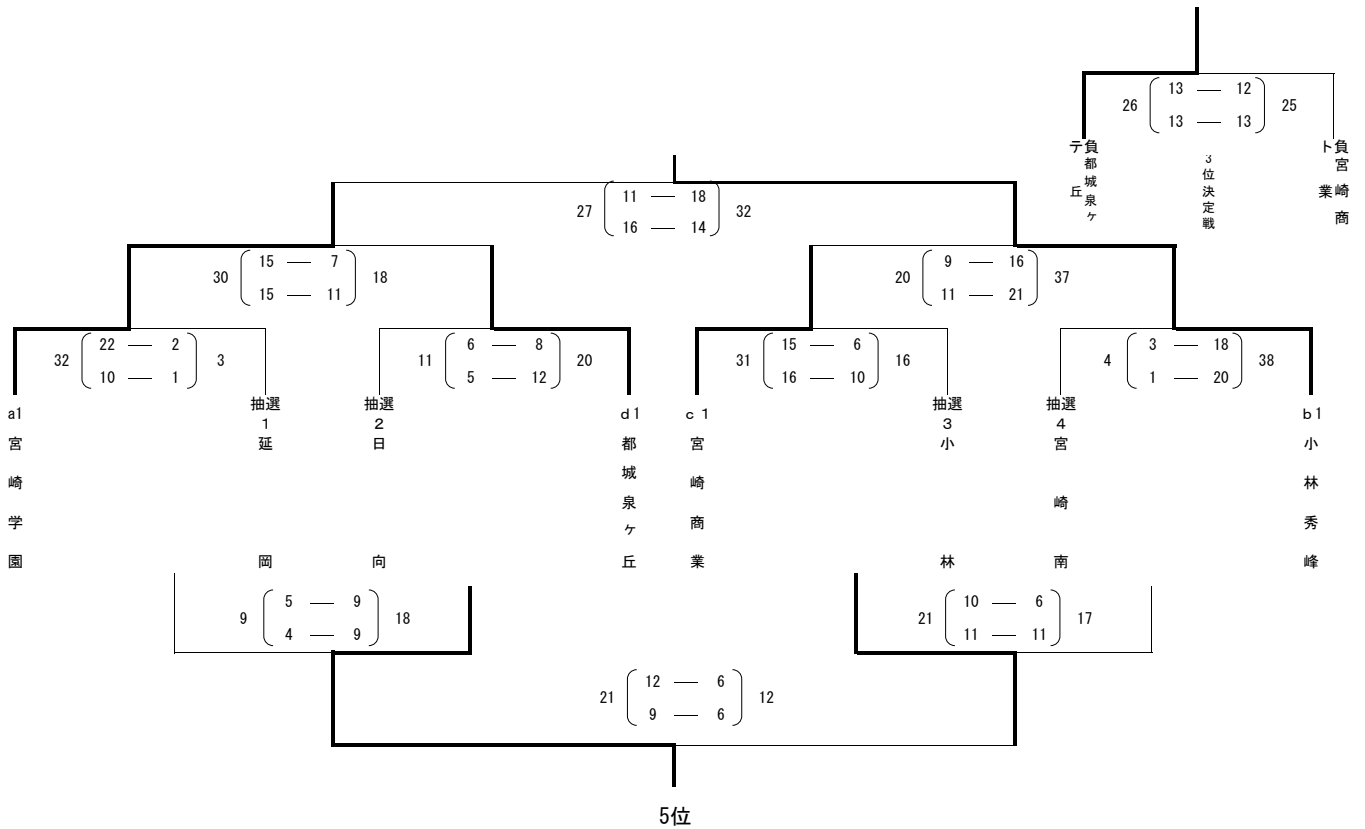 13 — 12
26 25
13 — 13
負都城泉ヶ丘
テ
3位決定戦
負宮崎商業
ト
11 — 18
27 32
16 — 14
15 — 7
30 18
15 — 11
9 — 16
20 37
11 — 21
22 — 2
32 3
10 — 1
6 — 8
11 20
5 — 12
15 — 6
31 16
16 — 10
3 — 18
4 38
1 — 20
a1
宮崎学園
抽選
1
延岡
抽選
2
日向
d1
都城泉ヶ丘
c 1
宮崎商業
抽選
3
小林
抽選
4
宮崎南
b1
小林秀峰
5 — 9
9 18
4 — 9
10 — 6
21 17
11 — 11
12 — 6
21 12
9 — 6
5位